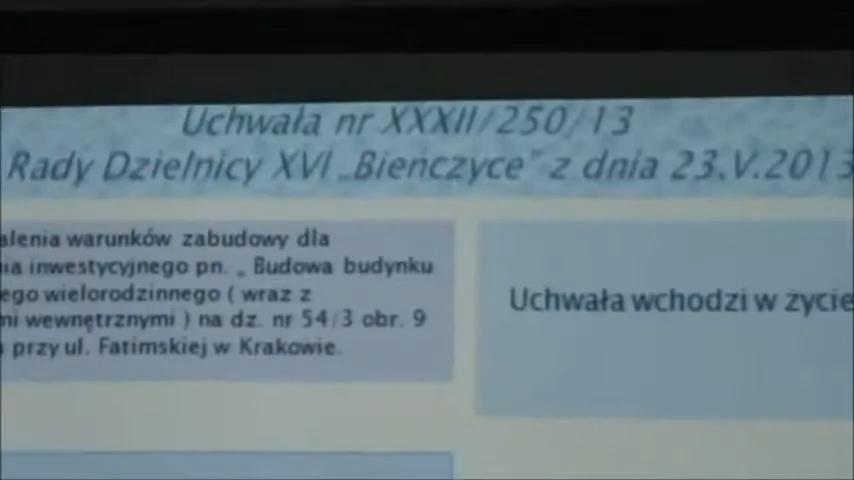 Uchwała nr XXXII/250/13
Rady Dzielnicy XVI „Bieńczyce" z dnia 23.V.2013
alenia warunków zabudowy dla
ia inwestycyjnego pn. „ Budowa budynku
ego wielorodzinnego ( wraz z
mi wewnętrznymi ) na dz. nr 54/3 obr. 9
przy ul. Fatimskiej w Krakowie.
Uchwała wchodzi w życie